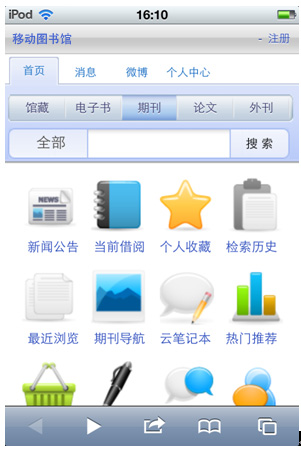 iPod 16:10
移动图书馆 - 注册
首页 消息 微博 个人中心
馆藏 电子书 期刊 论文 外刊
全部 搜 索
NEWS
新闻公告 当前借阅 个人收藏 检索历史
最近浏览 期刊导航 云笔记本 热门推荐